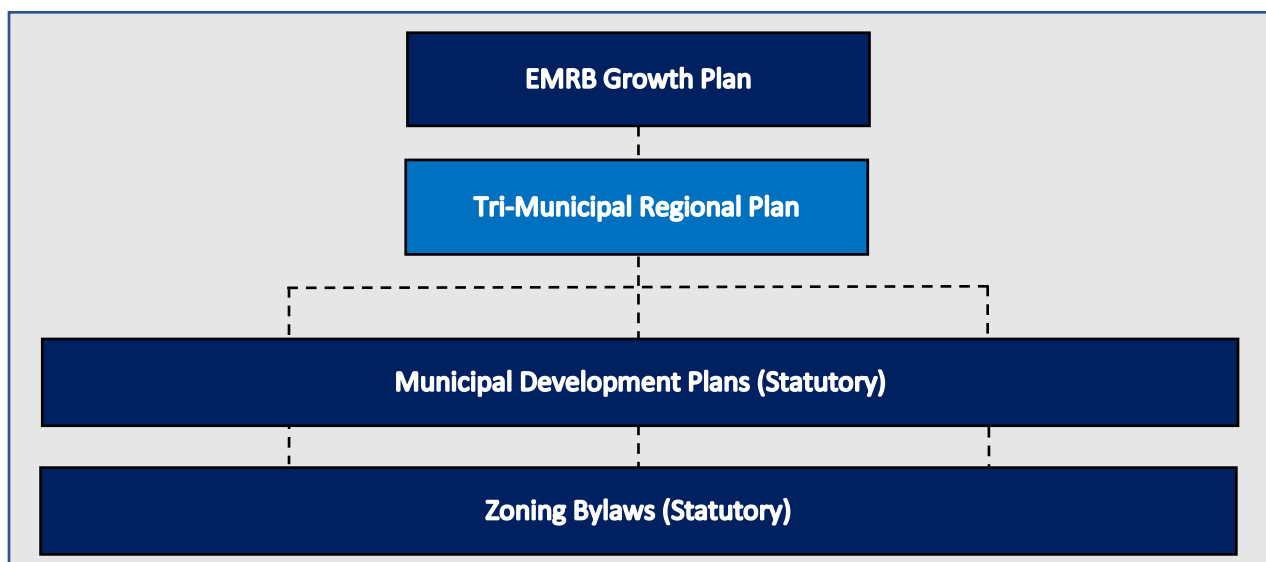 EMRB Growth Plan
Tri-Municipal Regional Plan
Municipal Development Plans (Statutory)
Zoning Bylaws (Statutory)